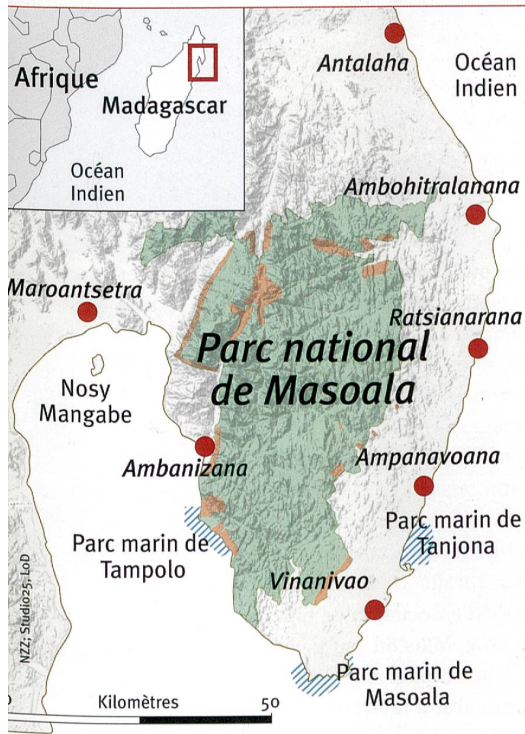 Afrique
Madagascar
Océan
Indien
Antalaha
Océan
Indien
Ambohitralanana
Maroantsetra
Ratsianarana
Parc national
de Masoala
Nosy
Mangabe
Ambanizana
Ampanavoana
Parc marin de
Tampolo
Parc marin de
Tanjona
Vinanivao
Parc marin de
Masoala
NZZ; Studio25; LoD
0
Kilomètres
50